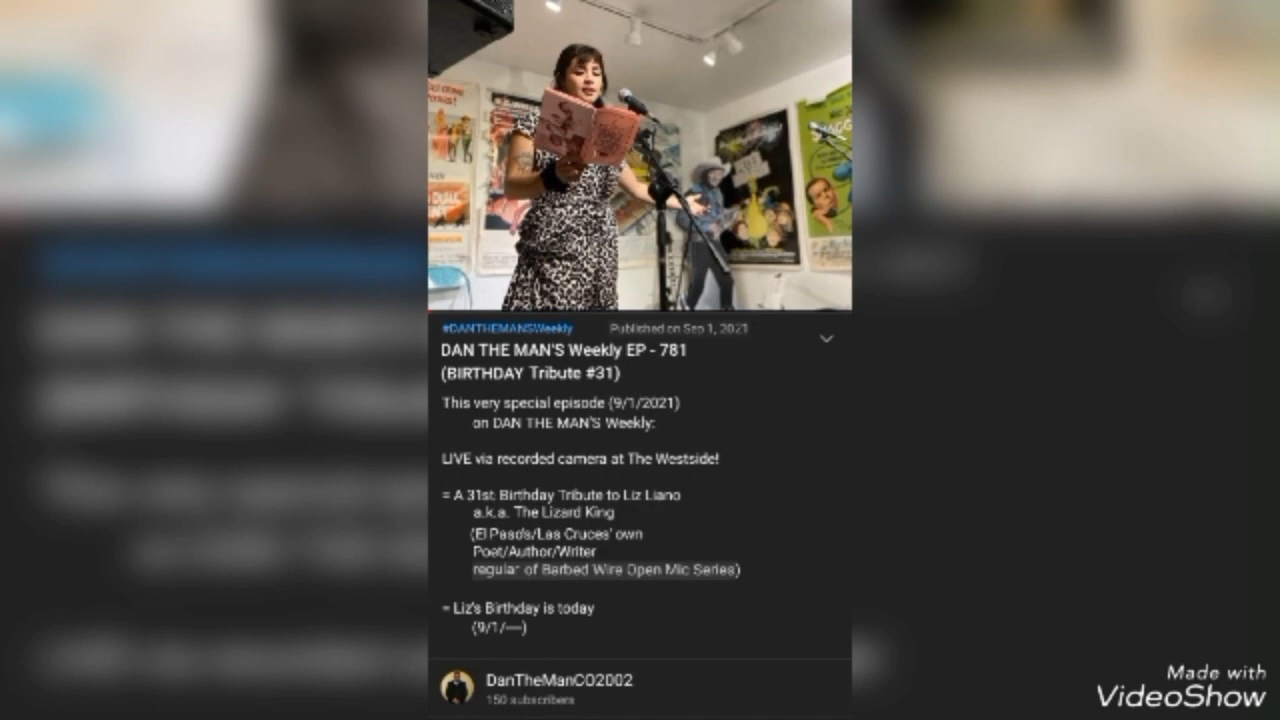 #DANTHEMANSWeekly Published on Sep 1, 2021
DAN THE MAN'S Weekly EP - 781
(BIRTHDAY Tribute #31)
This very special episode (9/1/2021)
on DAN THE MAN'S Weekly:
LIVE via recorded camera at The Westside!
= A 31st Birthday Tribute to Liz Liano
a.k.a. The Lizard King
(El Paso's/Las Cruces' own
Poet/Author/Writer
regular of Barbed Wire Open Mic Series)
= Liz's Birthday is today
(9/1/----)
DanTheManCO2002
150 subscribers
Made with
VideoShow